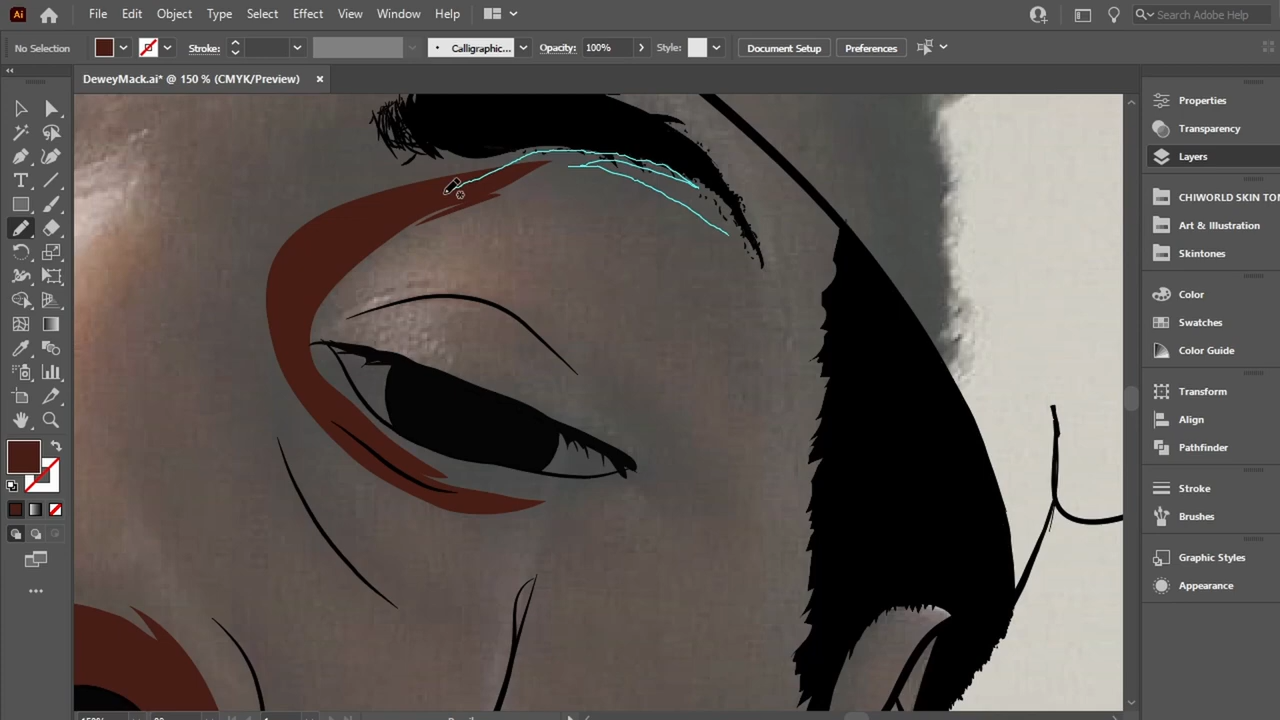 Ai File Edit Object Type Select Effect View Window Help Search Adobe Help
No Selection Stroke: Calligraphic... Opacity: 100% Style: Document Setup Preferences
DeweyMack.ai* @ 150 % (CMYK/Preview)
Properties
Transparency
Layers
CHIWORLD SKIN TON
Art & Illustration
Skintones
Color
Swatches
Color Guide
Transform
Align
Pathfinder
Stroke
Brushes
Graphic Styles
Appearance